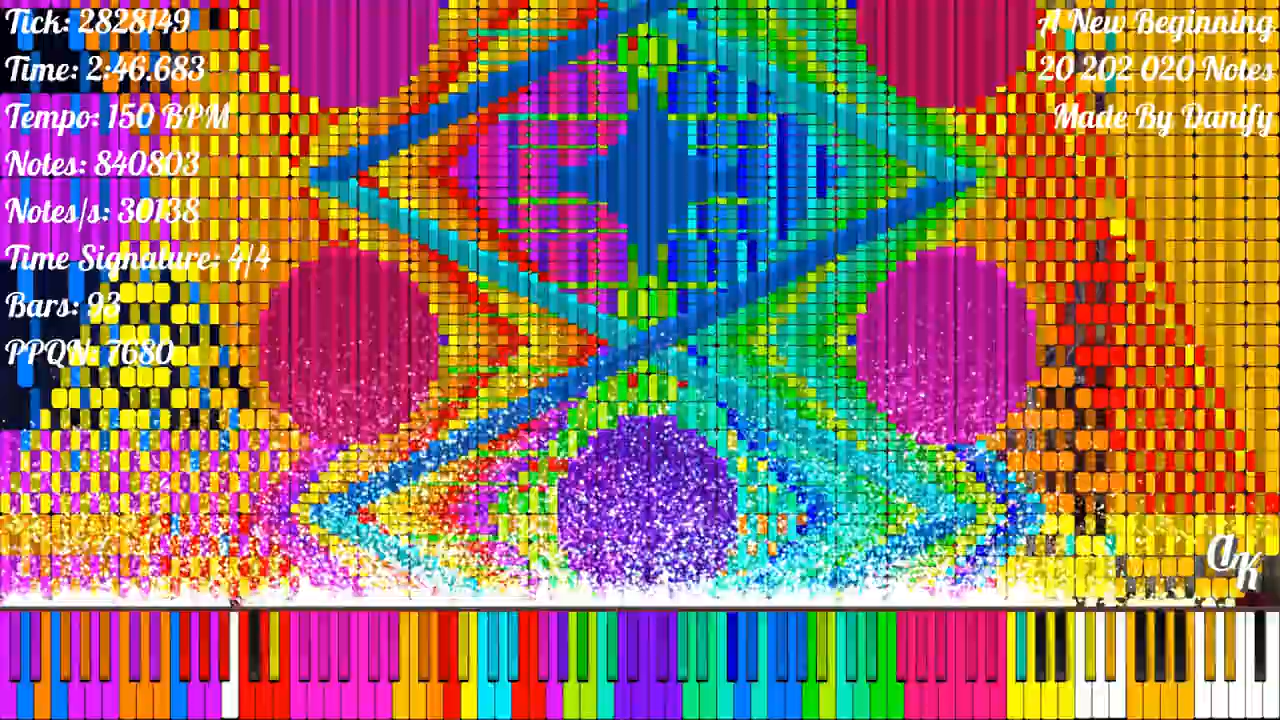 Tick: 2828149
Time: 2:46.683
Tempo: 150 BPM
Notes: 840803
Notes/s: 30138
Time Signature: 4/4
Bars: 93
PPQN: 7680
A New Beginning
20 202 020 Notes
Made By Danify